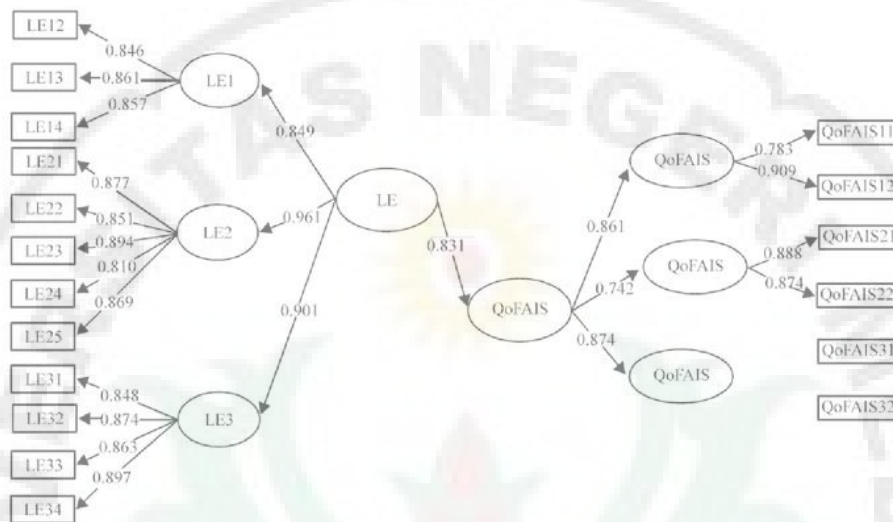 LE12
LE13
LE14
LE21
LE22
LE23
LE24
LE25
LE31
LE32
LE33
LE34
0.846
0.861
0.857
0.877
0.851
0.894
0.810
0.869
0.848
0.874
0.863
0.897
LE1
LE2
LE3
0.849
0.961
0.901
LE
0.831
QoFAIS
0.861
0.742
0.874
QoFAIS
QoFAIS
QoFAIS
0.783
0.909
0.888
0.874
QoFAIS11
QoFAIS12
QoFAIS21
QoFAIS22
QoFAIS31
QoFAIS32
TAS NEGERI